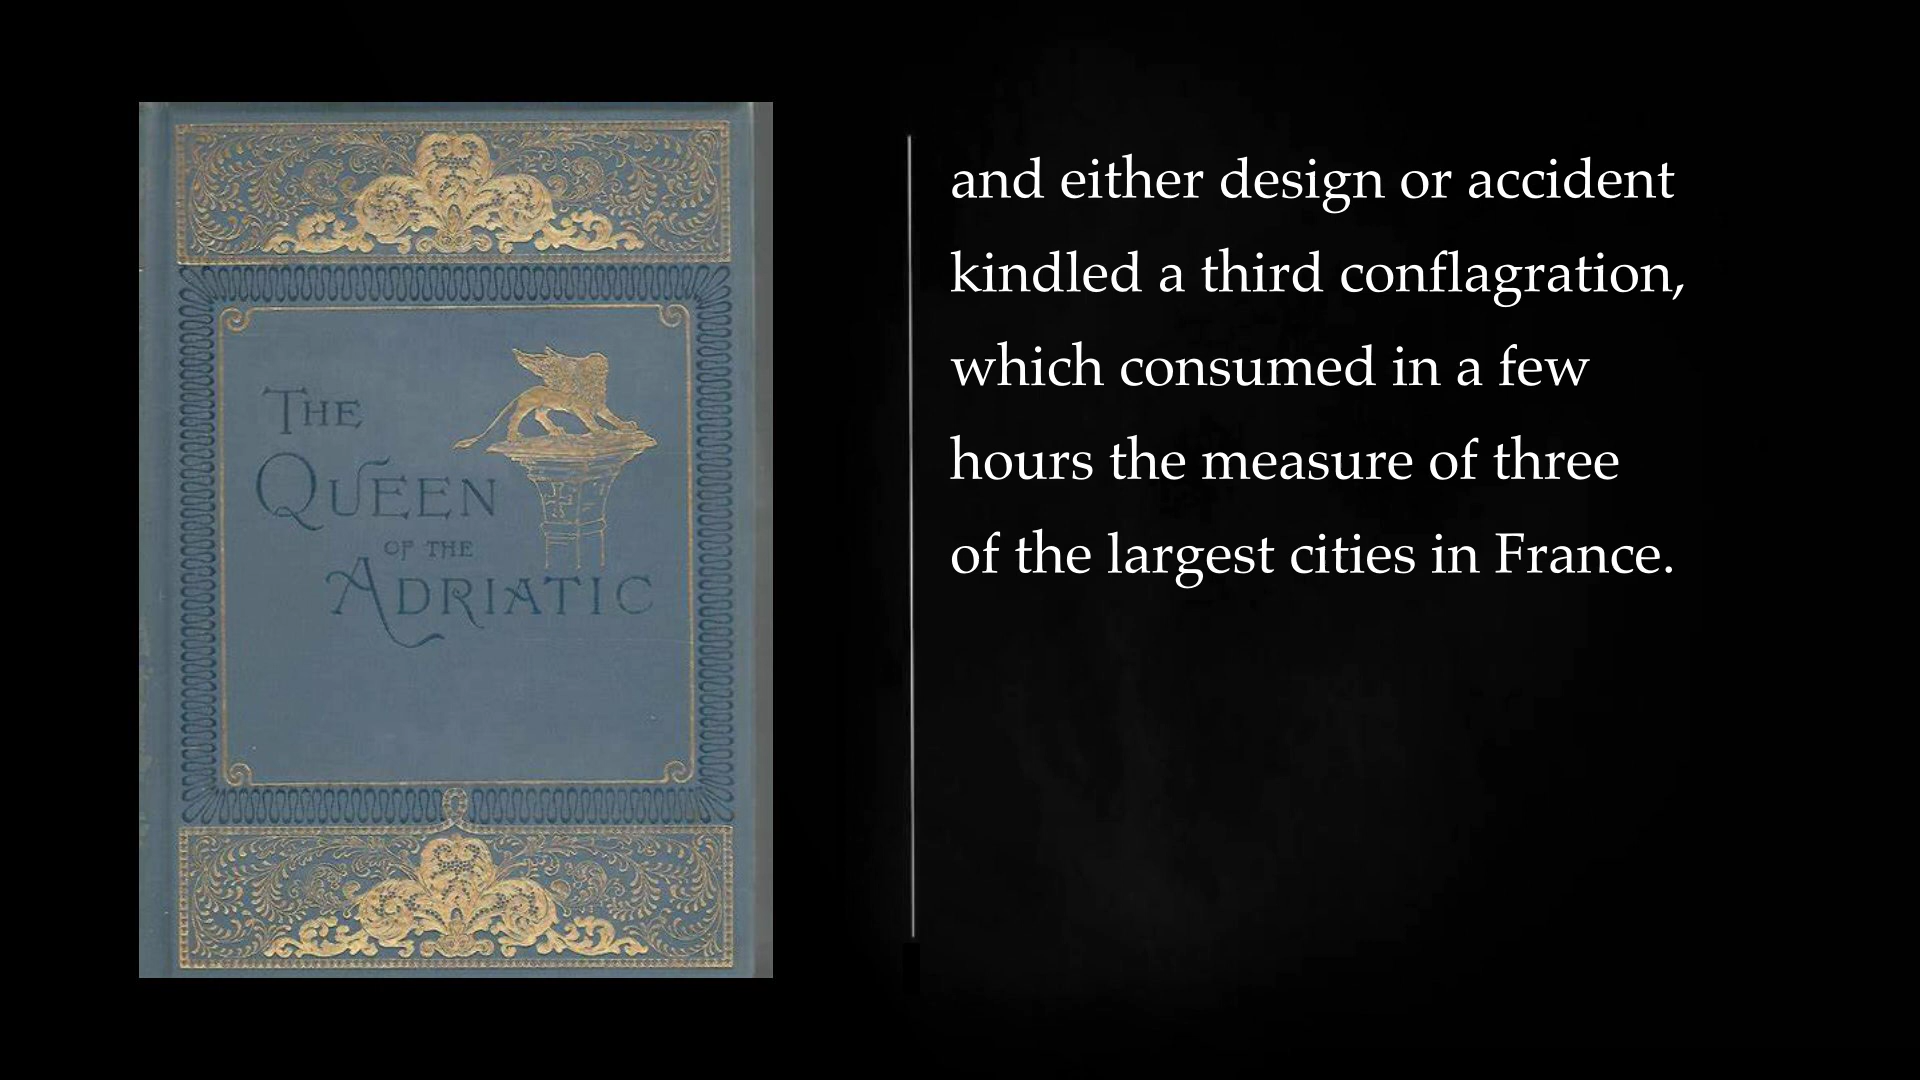 THE
QUEEN
OF THE
ADRIATIC
and either design or accident
kindled a third conflagration,
which consumed in a few
hours the measure of three
of the largest cities in France.